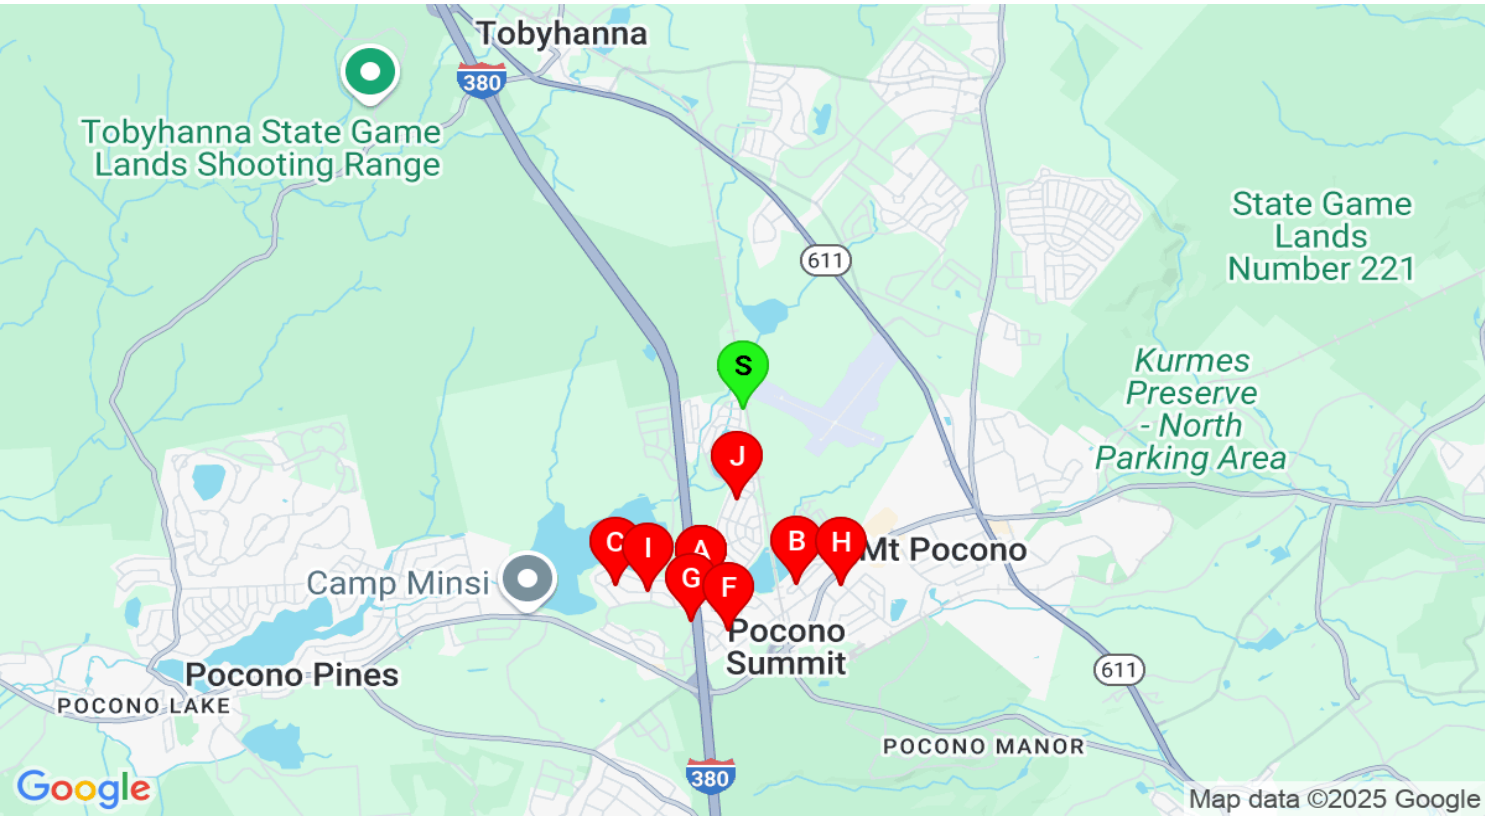 Tobyhanna
380
Tobyhanna State Game
Lands Shooting Range
State Game
Lands
Number 221
611
S
Kurmes
Preserve
- North
Parking Area
J
C
I
A
B
H
Mt Pocono
G
F
Camp Minsi
Pocono
Summit
Pocono Pines
611
POCONO LAKE
POCONO MANOR
380
Google
Map data ©2025 Google